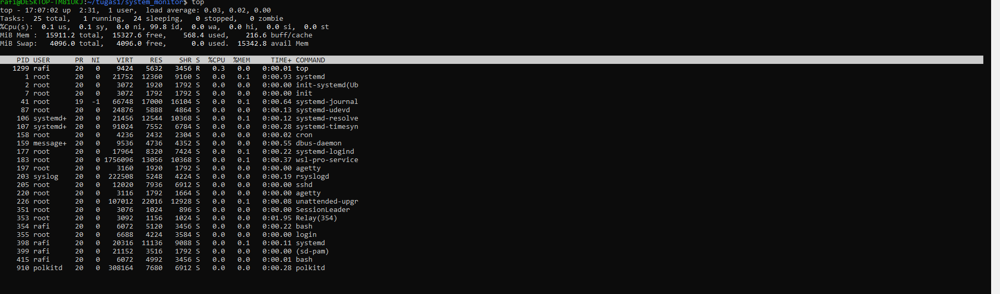 rafi@DESKTOP-TM81UKJ:~/tugas1/system_monitor$ top
top - 17:07:02 up  2:31,  1 user,  load average: 0.03, 0.02, 0.00
Tasks:  25 total,   1 running,  24 sleeping,   0 stopped,   0 zombie
%Cpu(s):  0.1 us,  0.1 sy,  0.0 ni, 99.8 id,  0.0 wa,  0.0 hi,  0.0 si,  0.0 st
MiB Mem :  15911.2 total,  15327.6 free,    568.4 used,    216.6 buff/cache
MiB Swap:   4096.0 total,   4096.0 free,      0.0 used.  15342.8 avail Mem
    PID USER      PR  NI    VIRT    RES    SHR S  %CPU  %MEM     TIME+ COMMAND
   1299 rafi      20   0    9424   5632   3456 R   0.3   0.0   0:00.01 top
      1 root      20   0   21752  12360   9160 S   0.0   0.1   0:00.93 systemd
      2 root      20   0    3072   1920   1792 S   0.0   0.0   0:00.00 init-systemd(Ub
      7 root      20   0    3072   1792   1792 S   0.0   0.0   0:00.00 init
     41 root      19  -1   66748  17000  16104 S   0.0   0.1   0:00.64 systemd-journal
     87 root      20   0   24876   5888   4864 S   0.0   0.0   0:00.13 systemd-udevd
    106 systemd+  20   0   21456  12544  10368 S   0.0   0.1   0:00.12 systemd-resolve
    107 systemd+  20   0   91024   7552   6784 S   0.0   0.0   0:00.28 systemd-timesyn
    158 root      20   0    4236   2432   2304 S   0.0   0.0   0:00.02 cron
    159 message+  20   0    9536   4736   4352 S   0.0   0.0   0:00.55 dbus-daemon
    177 root      20   0   17964   8320   7424 S   0.0   0.1   0:00.22 systemd-logind
    183 root      20   0 1756096  13056  10368 S   0.0   0.1   0:00.37 wsl-pro-service
    197 root      20   0    3160   1920   1792 S   0.0   0.0   0:00.00 agetty
    203 syslog    20   0  222508   5248   4224 S   0.0   0.0   0:00.19 rsyslogd
    205 root      20   0   12020   7936   6912 S   0.0   0.0   0:00.00 sshd
    220 root      20   0    3116   1792   1664 S   0.0   0.0   0:00.00 agetty
    226 root      20   0  107012  22016  12928 S   0.0   0.1   0:00.08 unattended-upgr
    351 root      20   0    3076   1024    896 S   0.0   0.0   0:00.00 SessionLeader
    353 root      20   0    3092   1156   1024 S   0.0   0.0   0:01.95 Relay(354)
    354 rafi      20   0    6072   5120   3456 S   0.0   0.0   0:00.22 bash
    355 root      20   0    6688   4224   3584 S   0.0   0.0   0:00.00 login
    398 rafi      20   0   20316  11136   9088 S   0.0   0.1   0:00.11 systemd
    399 rafi      20   0   21152   3516   1792 S   0.0   0.0   0:00.00 (sd-pam)
    415 rafi      20   0    6072   4992   3456 S   0.0   0.0   0:00.01 bash
    910 polkitd   20   0  308164   7680   6912 S   0.0   0.0   0:00.28 polkitd